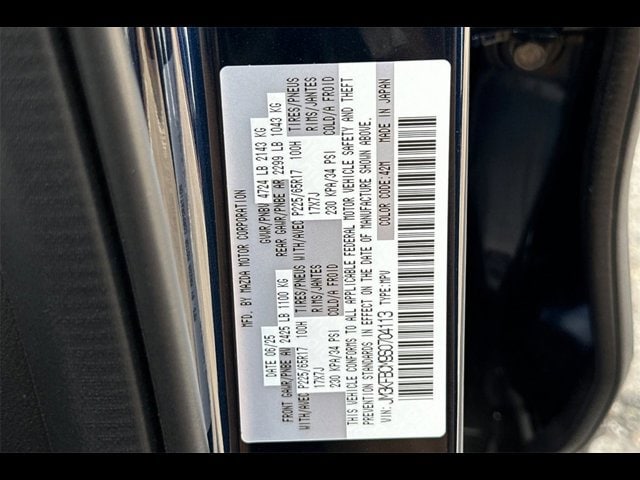 MFD. BY MAZDA MOTOR CORPORATION
DATE 06/25 GVWR/PNBV 4724 LB 2143 KG
FRONT GAWR/PNBE AV 2425 LB 1100 KG REAR GAWR/PNBE AR 2299 LB 1043 KG
WITH/AVEC P225/65R17 100H TIRES/PNEUS WITH/AVEC P225/65R17 100H TIRES/PNEUS
17X7J RIMS/JANTES 17X7J RIMS/JANTES
230 KPA/34 PSI COLD/A FROID 230 KPA/34 PSI COLD/A FROID
THIS VEHICLE CONFORMS TO ALL APPLICABLE FEDERAL MOTOR VEHICLE SAFETY AND THEFT
PREVENTION STANDARDS IN EFFECT ON THE DATE OF MANUFACTURE SHOWN ABOVE.
VIN: TYPE:MPV COLOR CODE:42M MADE IN JAPAN